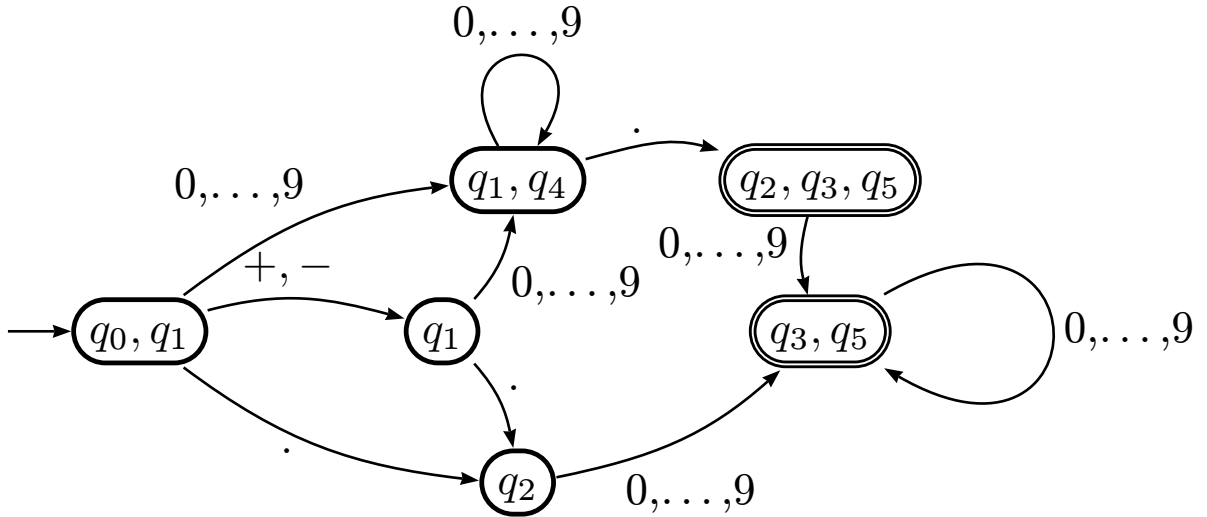 0,...,9
.
q₁, q₄
q₂, q₃, q₅
0,...,9
0,...,9
+, −
0,...,9
q₀, q₁
q₁
q₃, q₅
0,...,9
.
.
q₂
0,...,9